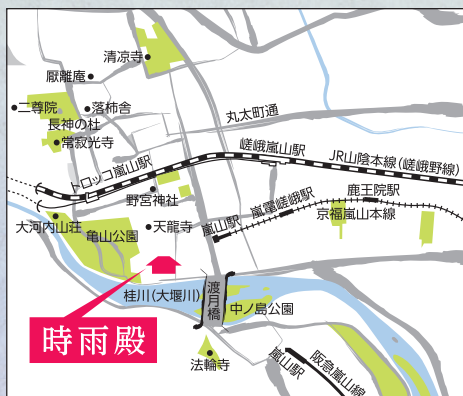 清凉寺
厭離庵
二尊院
落柿舎
長神の杜
常寂光寺
丸太町通
嵯峨嵐山駅
JR山陰本線(嵯峨野線)
トロッコ嵐山駅
野宮神社
鹿王院駅
嵐電嵯峨駅
京福嵐山本線
嵐山駅
大河内山荘
亀山公園
天龍寺
桂川(大堰川)
渡月橋
中ノ島公園
時雨殿
法輪寺
嵐山駅
阪急嵐山線